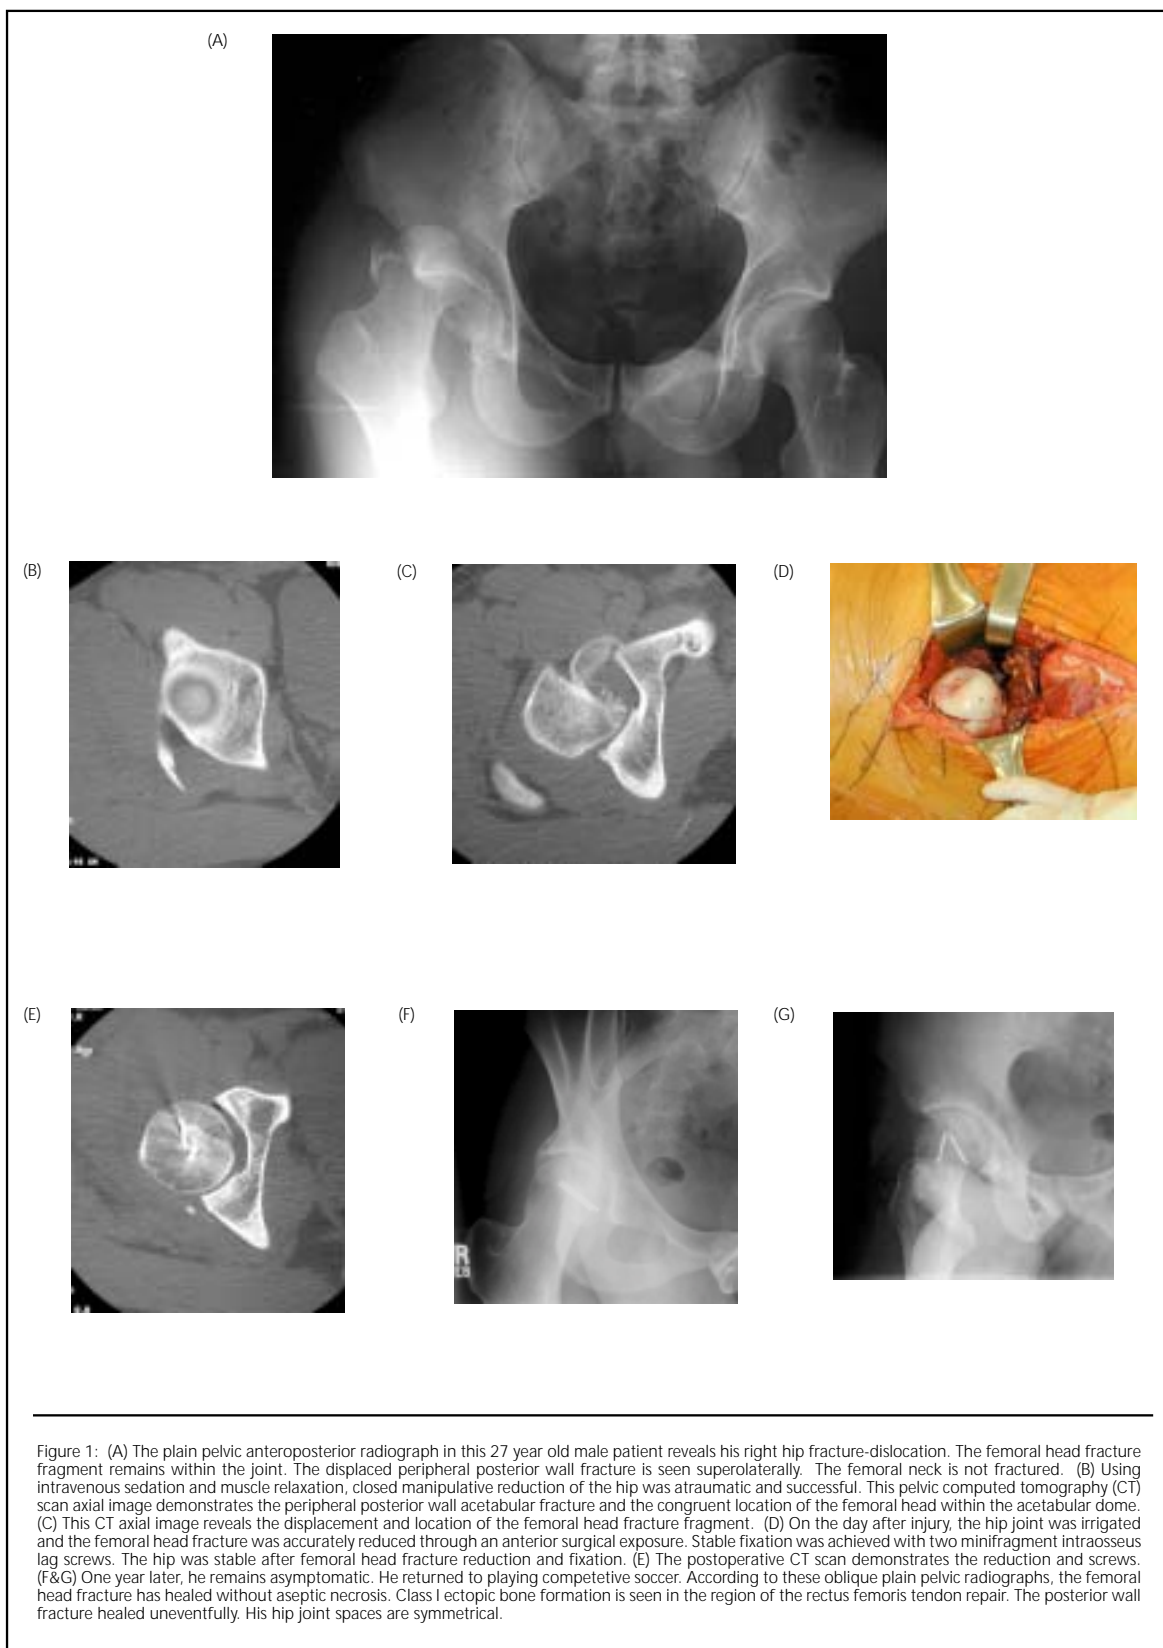 (A)
(B)
(C)
(D)
(E)
(F)
(G)
R
Figure 1: (A) The plain pelvic anteroposterior radiograph in this 27 year old male patient reveals his right hip fracture-dislocation. The femoral head fracture
fragment remains within the joint. The displaced peripheral posterior wall fracture is seen superolaterally. The femoral neck is not fractured. (B) Using
intravenous sedation and muscle relaxation, closed manipulative reduction of the hip was atraumatic and successful. This pelvic computed tomography (CT)
scan axial image demonstrates the peripheral posterior wall acetabular fracture and the congruent location of the femoral head within the acetabular dome.
(C) This CT axial image reveals the displacement and location of the femoral head fracture fragment. (D) On the day after injury, the hip joint was irrigated
and the femoral head fracture was accurately reduced through an anterior surgical exposure. Stable fixation was achieved with two minifragment intraosseus
lag screws. The hip was stable after femoral head fracture reduction and fixation. (E) The postoperative CT scan demonstrates the reduction and screws.
(F&G) One year later, he remains asymptomatic. He returned to playing competetive soccer. According to these oblique plain pelvic radiographs, the femoral
head fracture has healed without aseptic necrosis. Class I ectopic bone formation is seen in the region of the rectus femoris tendon repair. The posterior wall
fracture healed uneventfully. His hip joint spaces are symmetrical.